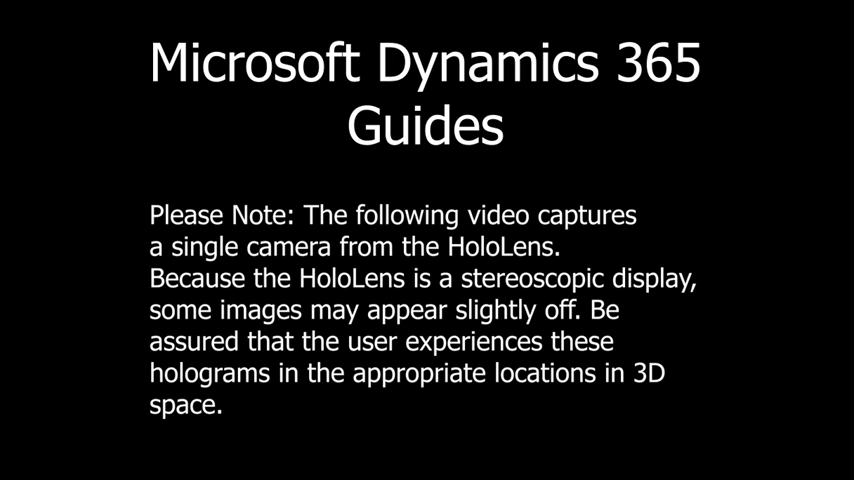 Microsoft Dynamics 365
Guides
Please Note: The following video captures
a single camera from the HoloLens.
Because the HoloLens is a stereoscopic display,
some images may appear slightly off. Be
assured that the user experiences these
holograms in the appropriate locations in 3D
space.